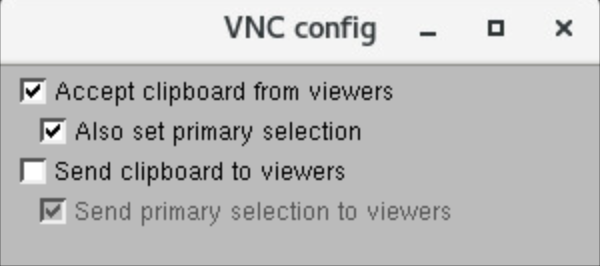 VNC config
Accept clipboard from viewers
Also set primary selection
Send clipboard to viewers
Send primary selection to viewers